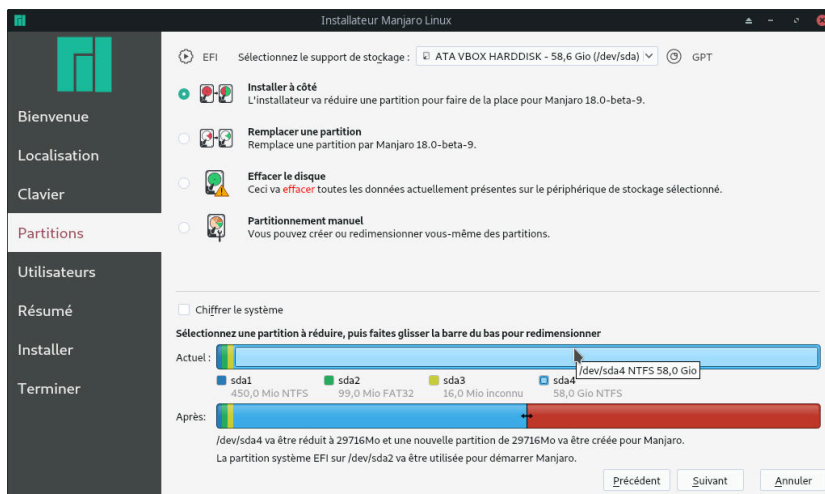 Installateur Manjaro Linux
EFI Sélectionnez le support de stockage : ATA VBOX HARDDISK - 58,6 Gio (/dev/sda) GPT
Installer à côté
L'installateur va réduire une partition pour faire de la place pour Manjaro 18.0-beta-9.
Remplacer une partition
Remplace une partition par Manjaro 18.0-beta-9.
Effacer le disque
Ceci va effacer toutes les données actuellement présentes sur le périphérique de stockage sélectionné.
Partitionnement manuel
Vous pouvez créer ou redimensionner vous-même des partitions.
Bienvenue
Localisation
Clavier
Partitions
Utilisateurs
Résumé
Installer
Terminer
Chiffrer le système
Sélectionnez une partition à réduire, puis faites glisser la barre du bas pour redimensionner
Actuel :
/dev/sda4 NTFS 58,0 Gio
sda1 sda2 sda3 sda4
450,0 Mio NTFS 99,0 Mio FAT32 16,0 Mio inconnu 58,0 Gio NTFS
Après:
/dev/sda4 va être réduit à 29716Mo et une nouvelle partition de 29716Mo va être créée pour Manjaro.
La partition système EFI sur /dev/sda2 va être utilisée pour démarrer Manjaro.
Précédent Suivant Annuler